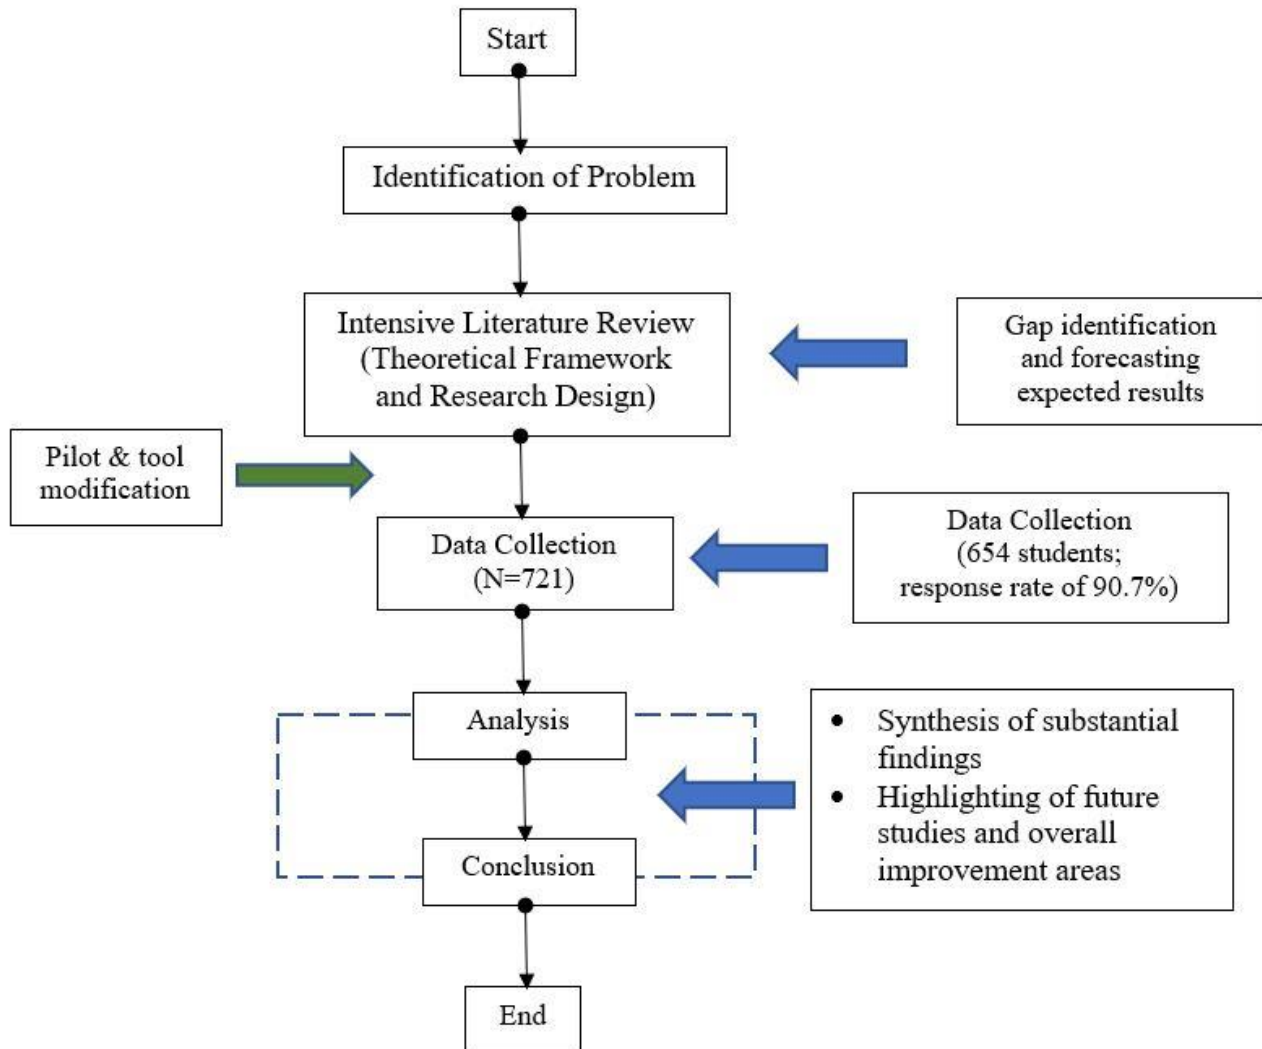 Start
Identification of Problem
Intensive Literature Review
(Theoretical Framework
and Research Design)
Gap identification
and forecasting
expected results
Pilot & tool
modification
Data Collection
(N=721)
Data Collection
(654 students;
response rate of 90.7%)
Analysis
• Synthesis of substantial
findings
• Highlighting of future
studies and overall
improvement areas
Conclusion
End